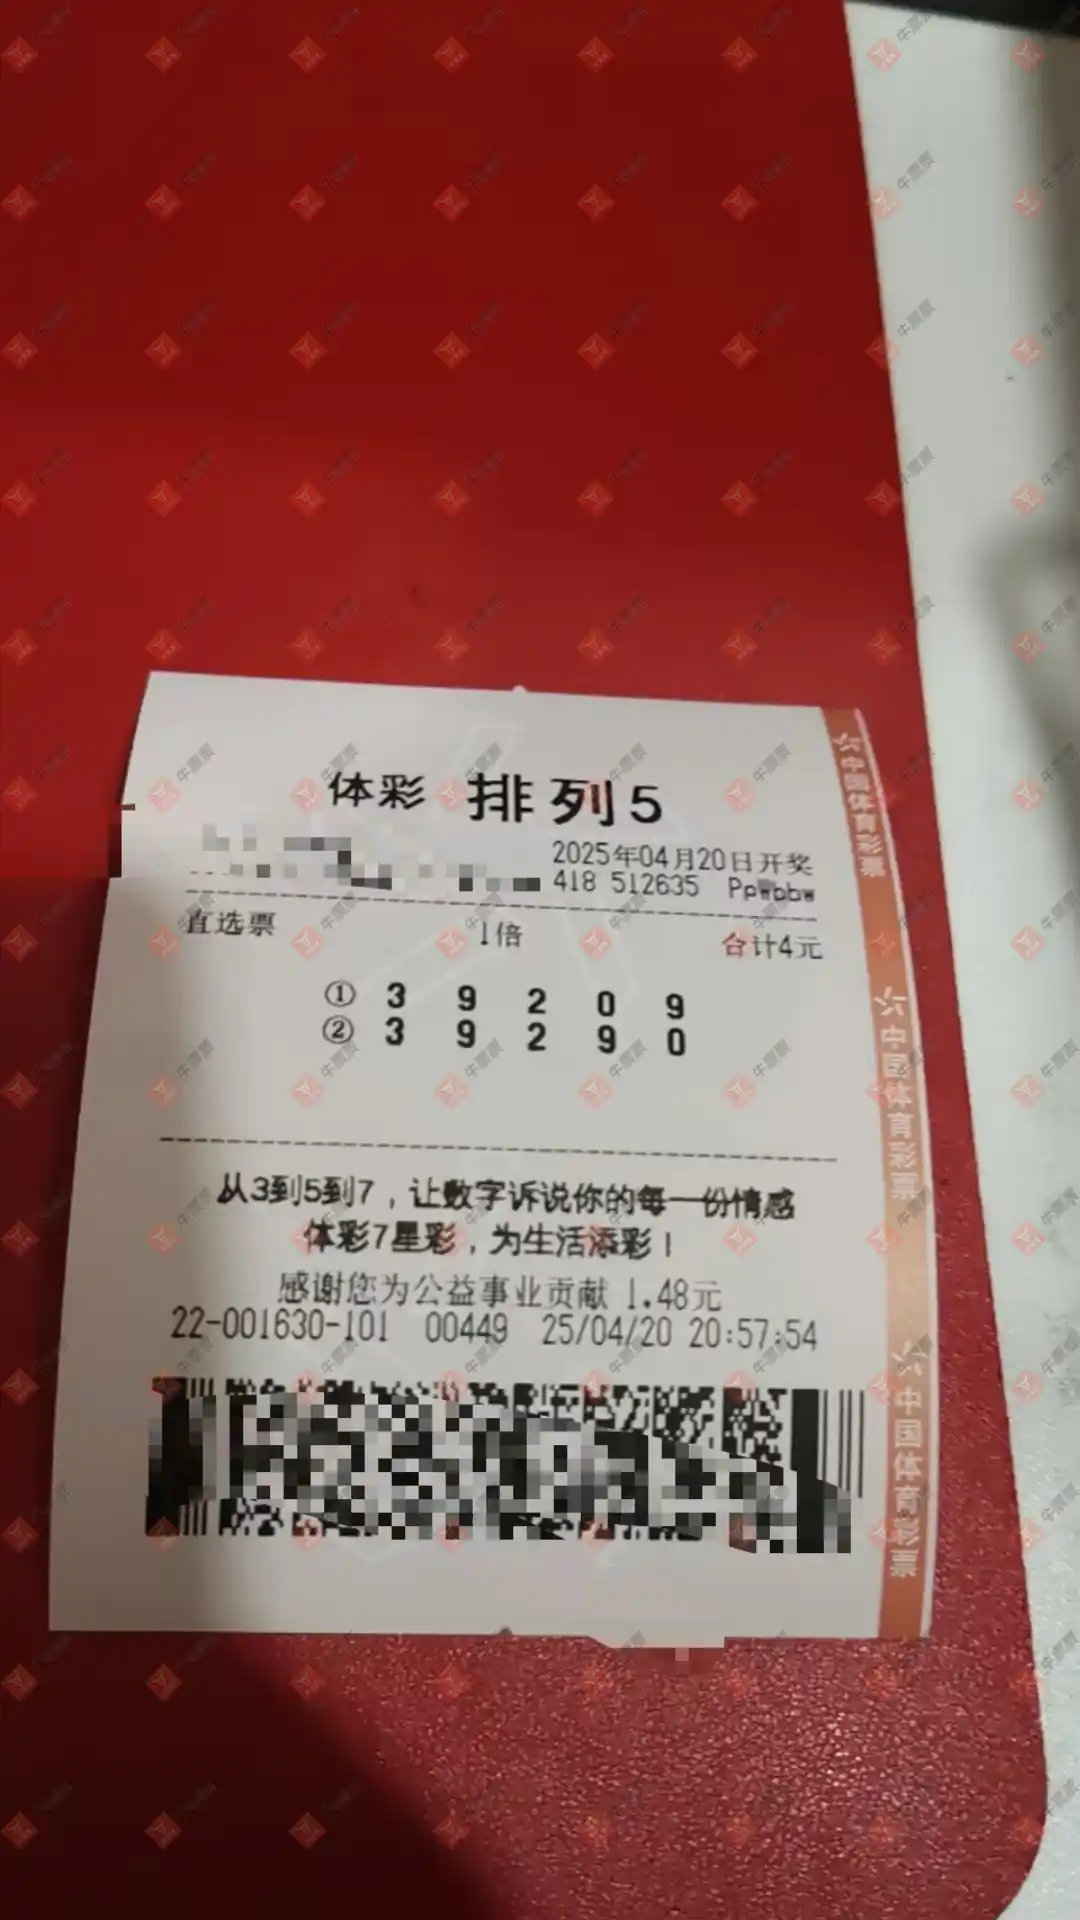 体彩 排列5
2025年04月20日开奖
418 512635 PpWbbw
直选票 1倍 合计4元
① 3 9 2 0 9
② 3 9 2 9 0
从3到5到7，让数字诉说你的每一份情感
体彩7星彩，为生活添彩！
感谢您为公益事业贡献 1.48元
22-001630-101 00449 25/04/20 20:57:54
中国体育彩票
中国体育彩票
中国体育彩票
牛票票